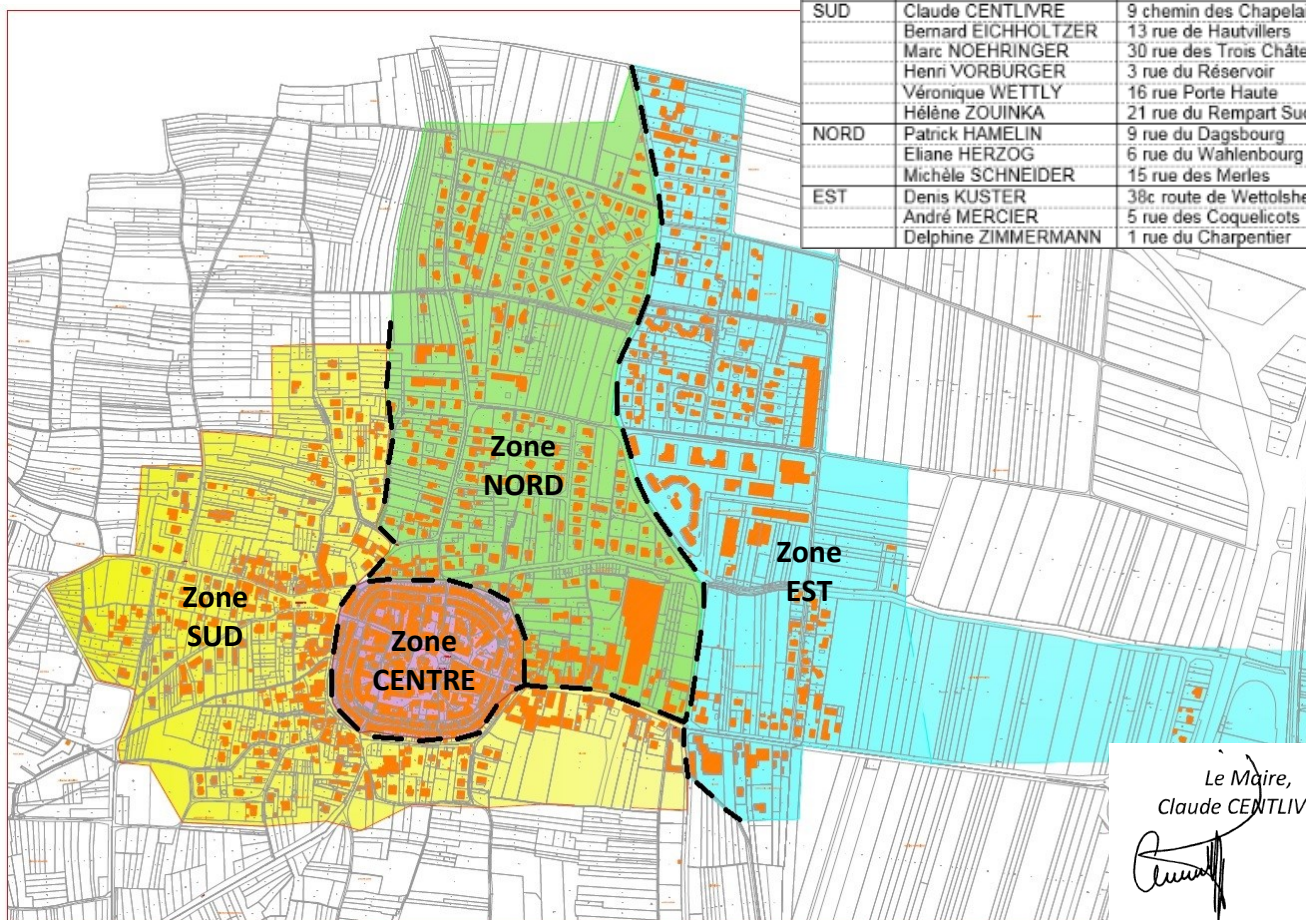 SUD Claude CENTLIVRE 9 chemin des Chapelai
Bernard EICHHOLTZER 13 rue de Hautvillers
Marc NOEHRINGER 30 rue des Trois Châte
Henri VORBURGER 3 rue du Réservoir
Véronique WETTLY 16 rue Porte Haute
Hélène ZOUINKA 21 rue du Rempart Sud
NORD Patrick HAMELIN 9 rue du Dagsbourg
Eliane HERZOG 6 rue du Wahlenbourg
Michèle SCHNEIDER 15 rue des Merles
EST Denis KUSTER 38c route de Wettolshe
André MERCIER 5 rue des Coquelicots
Delphine ZIMMERMANN 1 rue du Charpentier
Zone
NORD
Zone
EST
Zone
SUD
Zone
CENTRE
Le Maire,
Claude CENTLIV